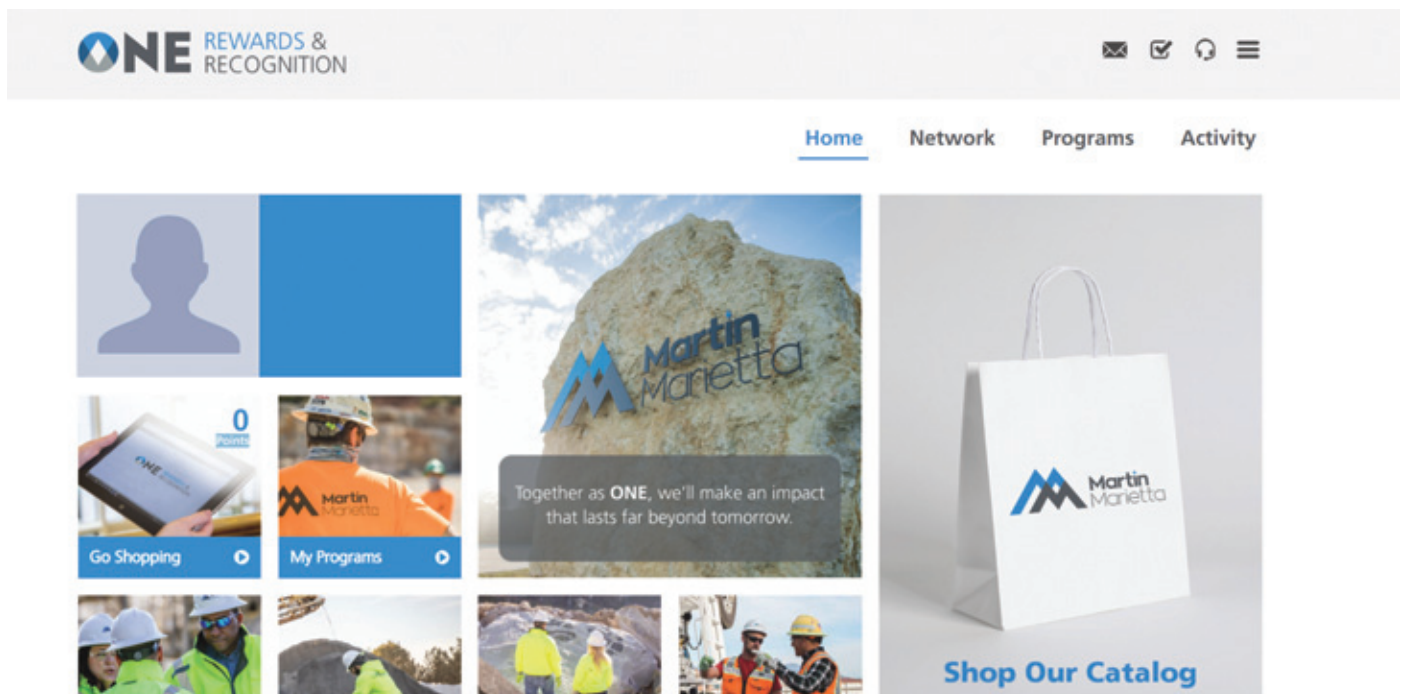 ONE REWARDS &
RECOGNITION
Home Network Programs Activity
Martin
Marietta
Together as ONE, we'll make an impact
that lasts far beyond tomorrow.
0
Points
ONE
Go Shopping
Martin
Marietta
My Programs
Martin
Marietta
Shop Our Catalog